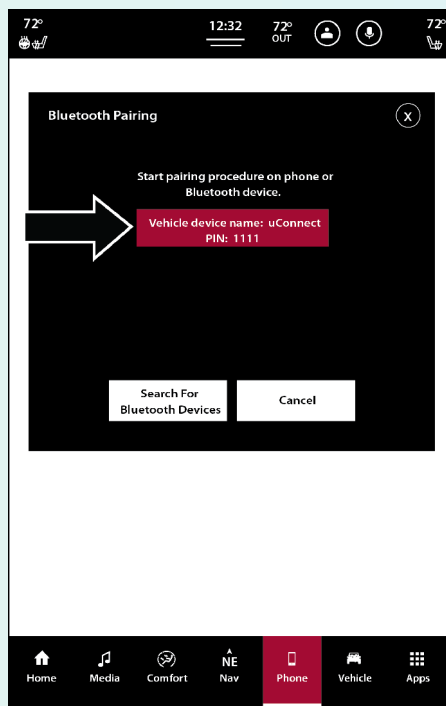 72° 12:32 72° 72°
OUT
Bluetooth Pairing X
Start pairing procedure on phone or
Bluetooth device.
Vehicle device name: uConnect
PIN: 1111
Search For
Bluetooth Devices
Cancel
NE
Home Media Comfort Nav Phone Vehicle Apps